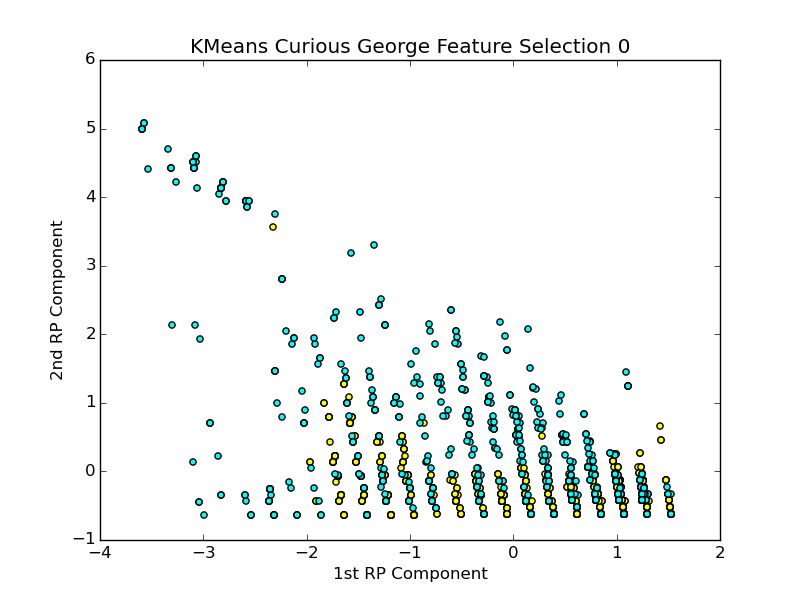 KMeans Curious George Feature Selection 0
6
5
4
3
2
1
0
−1
2nd RP Component
−4 −3 −2 −1 0 1 2
1st RP Component